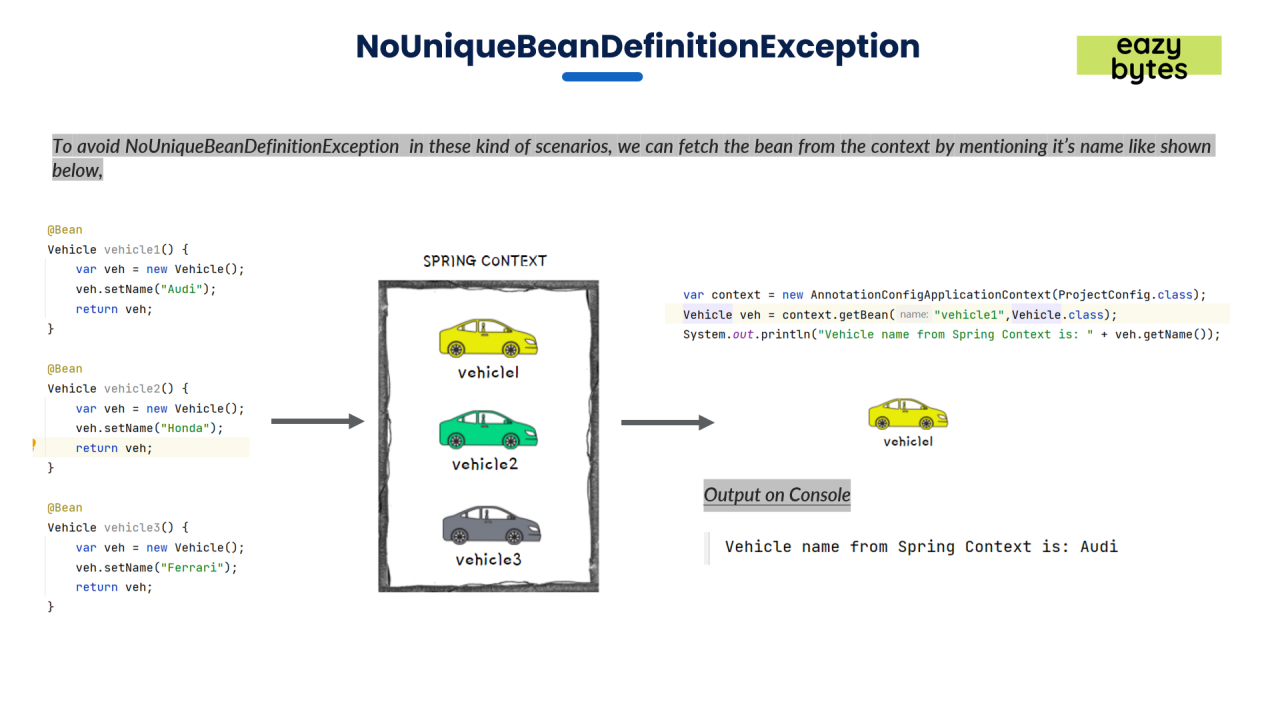 NoUniqueBeanDefinitionException
eazy
bytes
To avoid NoUniqueBeanDefinitionException in these kind of scenarios, we can fetch the bean from the context by mentioning it's name like shown
below,
@Bean
Vehicle vehicle1() {
var veh = new Vehicle();
veh.setName("Audi");
return veh;
}
@Bean
Vehicle vehicle2() {
var veh = new Vehicle();
veh.setName("Honda");
return veh;
}
@Bean
Vehicle vehicle3() {
var veh = new Vehicle();
veh.setName("Ferrari");
return veh;
}
SPRING CONTEXT
vehicle1
vehicle2
vehicle3
var context = new AnnotationConfigApplicationContext(ProjectConfig.class);
Vehicle veh = context.getBean( name: "vehicle1",Vehicle.class);
System.out.println("Vehicle name from Spring Context is: " + veh.getName());
vehicle1
Output on Console
Vehicle name from Spring Context is: Audi